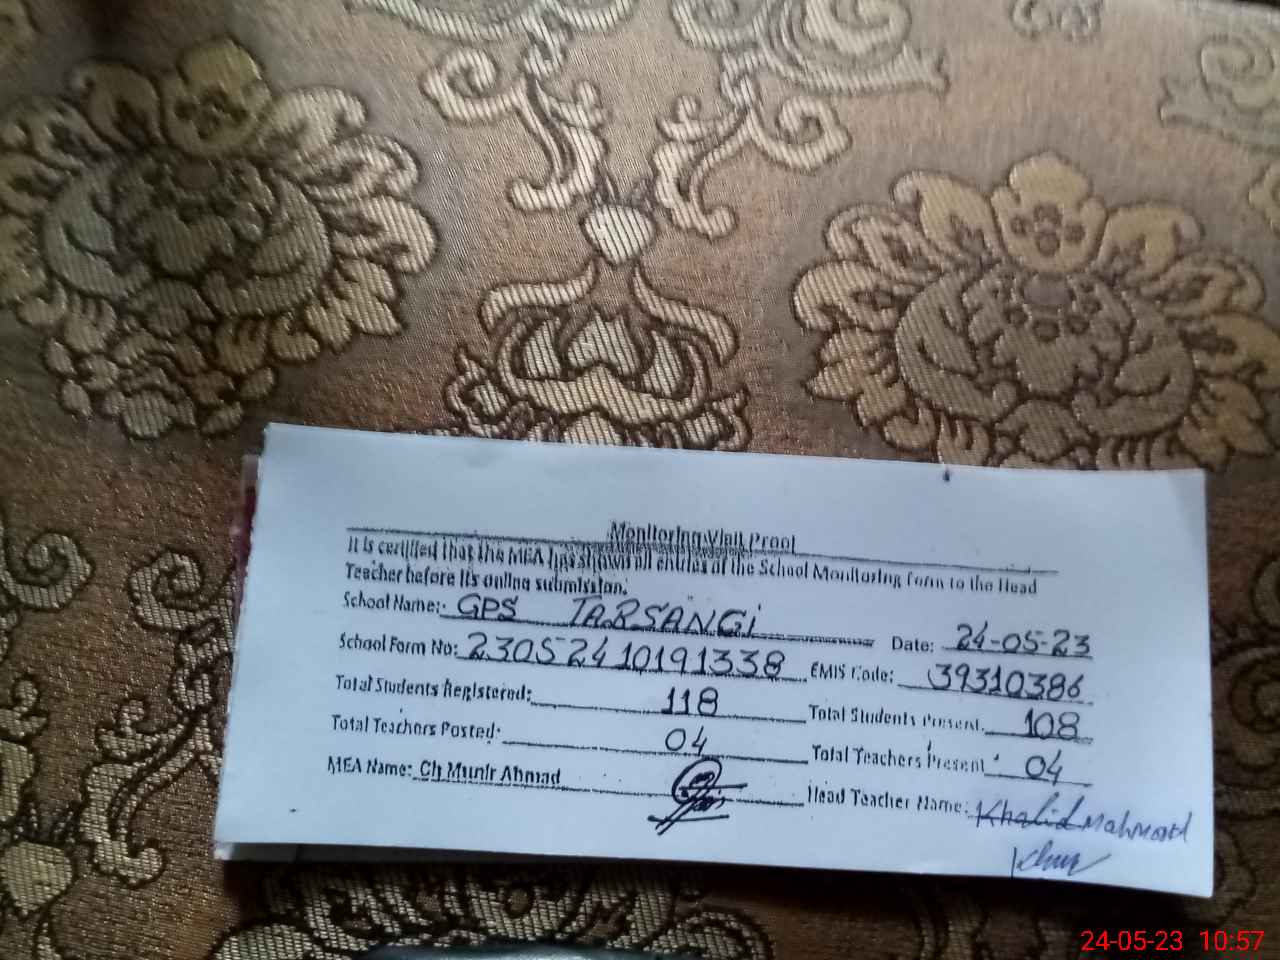 Monitoring Visit Proof
It is certified that the MEA has shown all entries of the School Monitoring Form to the Head
Teacher before its online submission.
School Name: GPS TARSANGi Date: 24-05-23
School Form No: 23052410191338 EMIS Code: 39310386
Total Students Registered: 118 Total Students Present: 108
Total Teachers Posted: 04 Total Teachers Present: 04
MEA Name: Ch Munir Ahmad Head Teacher Name: Khalid Mahmood
24-05-23 10:57